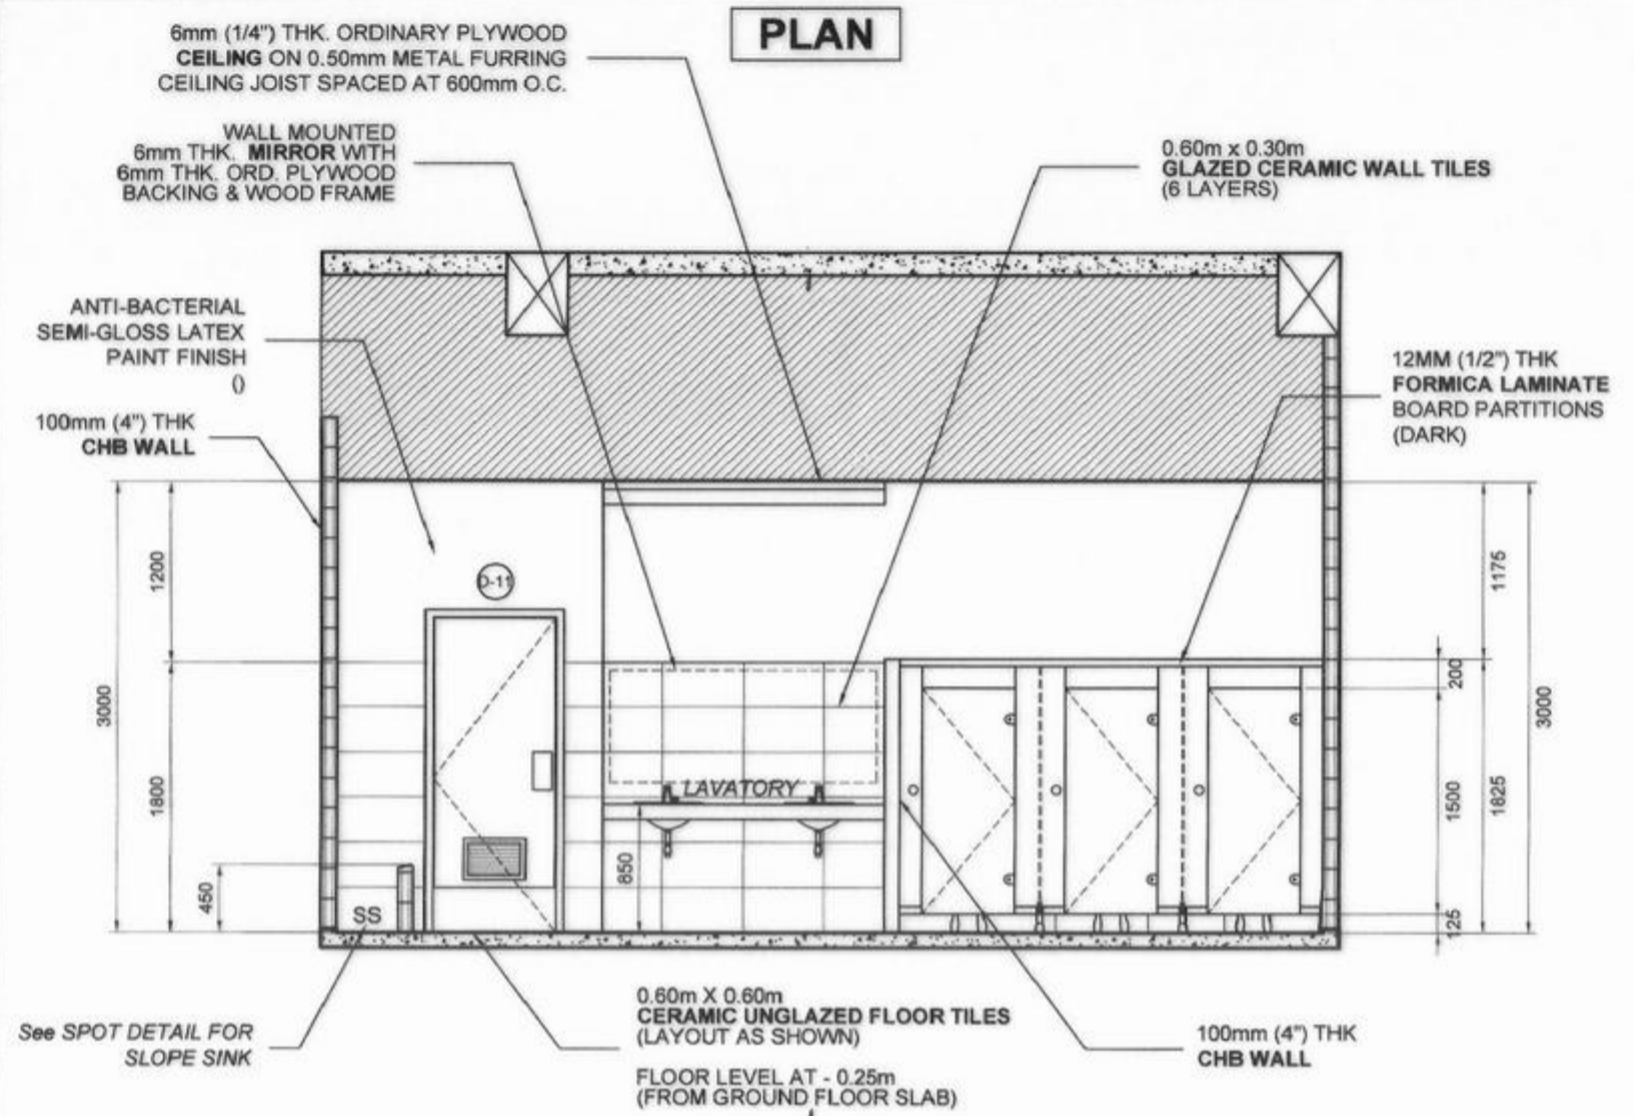 PLAN
6mm (1/4") THK. ORDINARY PLYWOOD
CEILING ON 0.50mm METAL FURRING
CEILING JOIST SPACED AT 600mm O.C.
WALL MOUNTED
6mm THK. MIRROR WITH
6mm THK. ORD. PLYWOOD
BACKING & WOOD FRAME
0.60m x 0.30m
GLAZED CERAMIC WALL TILES
(6 LAYERS)
ANTI-BACTERIAL
SEMI-GLOSS LATEX
PAINT FINISH
()
100mm (4") THK
CHB WALL
12MM (1/2") THK
FORMICA LAMINATE
BOARD PARTITIONS
(DARK)
3000
1200
1800
450
D-11
SS
LAVATORY
850
1175
200
1500
1825
125
3000
See SPOT DETAIL FOR
SLOPE SINK
0.60m X 0.60m
CERAMIC UNGLAZED FLOOR TILES
(LAYOUT AS SHOWN)
FLOOR LEVEL AT - 0.25m
(FROM GROUND FLOOR SLAB)
100mm (4") THK
CHB WALL